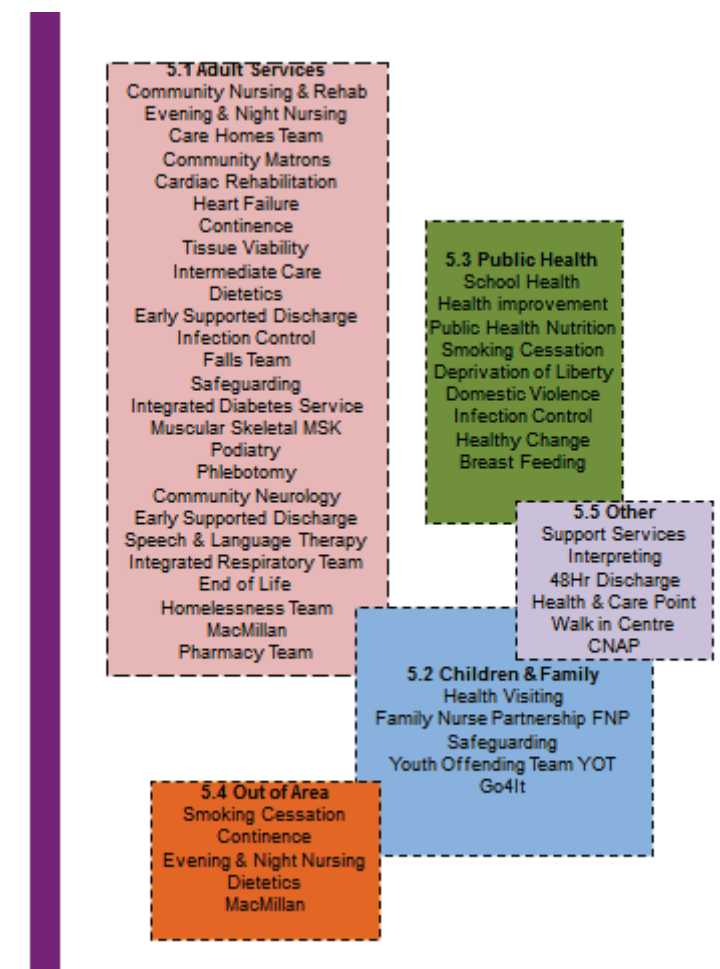 5.1 Adult Services
Community Nursing & Rehab
Evening & Night Nursing
Care Homes Team
Community Matrons
Cardiac Rehabilitation
Heart Failure
Continence
Tissue Viability
Intermediate Care
Dietetics
Early Supported Discharge
Infection Control
Falls Team
Safeguarding
Integrated Diabetes Service
Muscular Skeletal MSK
Podiatry
Phlebotomy
Community Neurology
Early Supported Discharge
Speech & Language Therapy
Integrated Respiratory Team
End of Life
Homelessness Team
MacMillan
Pharmacy Team
5.3 Public Health
School Health
Health improvement
Public Health Nutrition
Smoking Cessation
Deprivation of Liberty
Domestic Violence
Infection Control
Healthy Change
Breast Feeding
5.5 Other
Support Services
Interpreting
48Hr Discharge
Health & Care Point
Walk in Centre
CNAP
5.2 Children & Family
Health Visiting
Family Nurse Partnership FNP
Safeguarding
Youth Offending Team YOT
Go4It
5.4 Out of Area
Smoking Cessation
Continence
Evening & Night Nursing
Dietetics
MacMillan